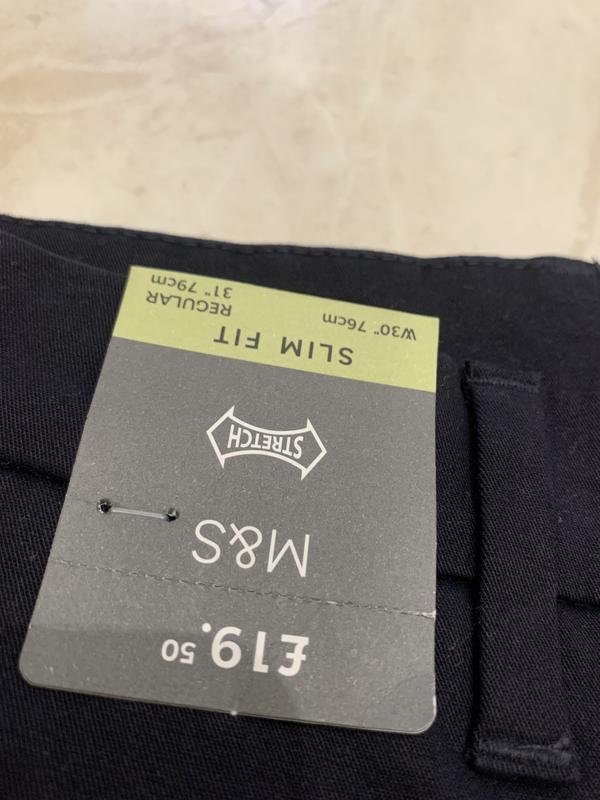 £19.50
M&S
STRETCH
SLIM FIT
W30" 76cm REGULAR
31" 79cm